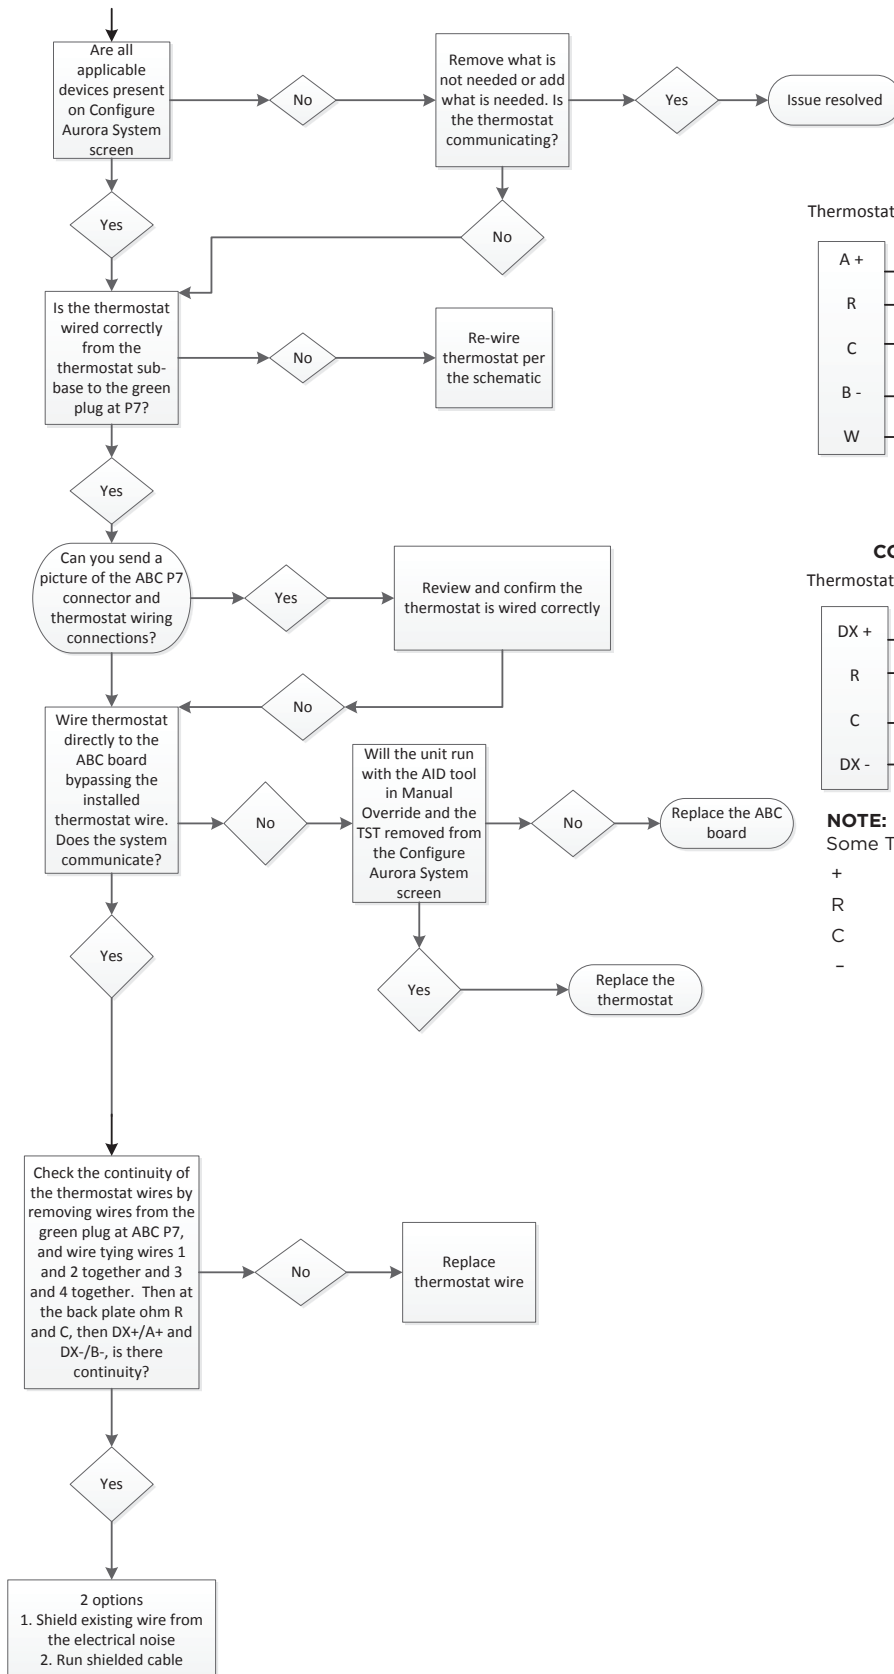 Are all
applicable
devices present
on Configure
Aurora System
screen
No
Remove what is
not needed or add
what is needed. Is
the thermostat
communicating?
Yes
Issue resolved
Yes
No
Is the thermostat
wired correctly
from the
thermostat sub-
base to the green
plug at P7?
No
Re-wire
thermostat per
the schematic
Yes
Can you send a
picture of the ABC P7
connector and
thermostat wiring
connections?
Yes
Review and confirm the
thermostat is wired correctly
No
Wire thermostat
directly to the
ABC board
bypassing the
installed
thermostat wire.
Does the system
communicate?
No
Will the unit run
with the AID tool
in Manual
Override and the
TST removed from
the Configure
Aurora System
screen
No
Replace the ABC
board
Yes
Yes
Replace the
thermostat
Check the continuity of
the thermostat wires by
removing wires from the
green plug at ABC P7,
and wire tying wires 1
and 2 together and 3
and 4 together. Then at
the back plate ohm R
and C, then DX+/A+ and
DX-/B-, is there
continuity?
No
Replace
thermostat wire
Yes
2 options
1. Shield existing wire from
the electrical noise
2. Run shielded cable
Thermostat
A +
R
C
B -
W
CO
Thermostat
DX +
R
C
DX -
NOTE:
Some T
+
R
C
–